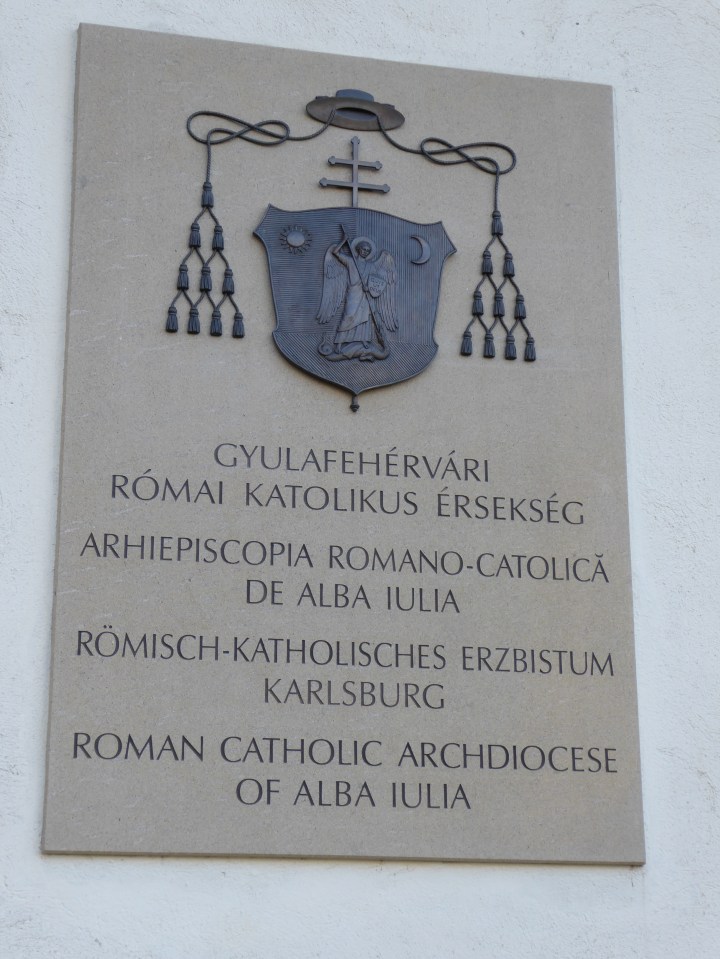 GYULAFEHÉRVÁRI
RÓMAI KATOLIKUS ÉRSEKSÉG
ARHIEPISCOPIA ROMANO-CATOLICĂ
DE ALBA IULIA
RÖMISCH-KATHOLISCHES ERZBISTUM
KARLSBURG
ROMAN CATHOLIC ARCHDIOCESE
OF ALBA IULIA